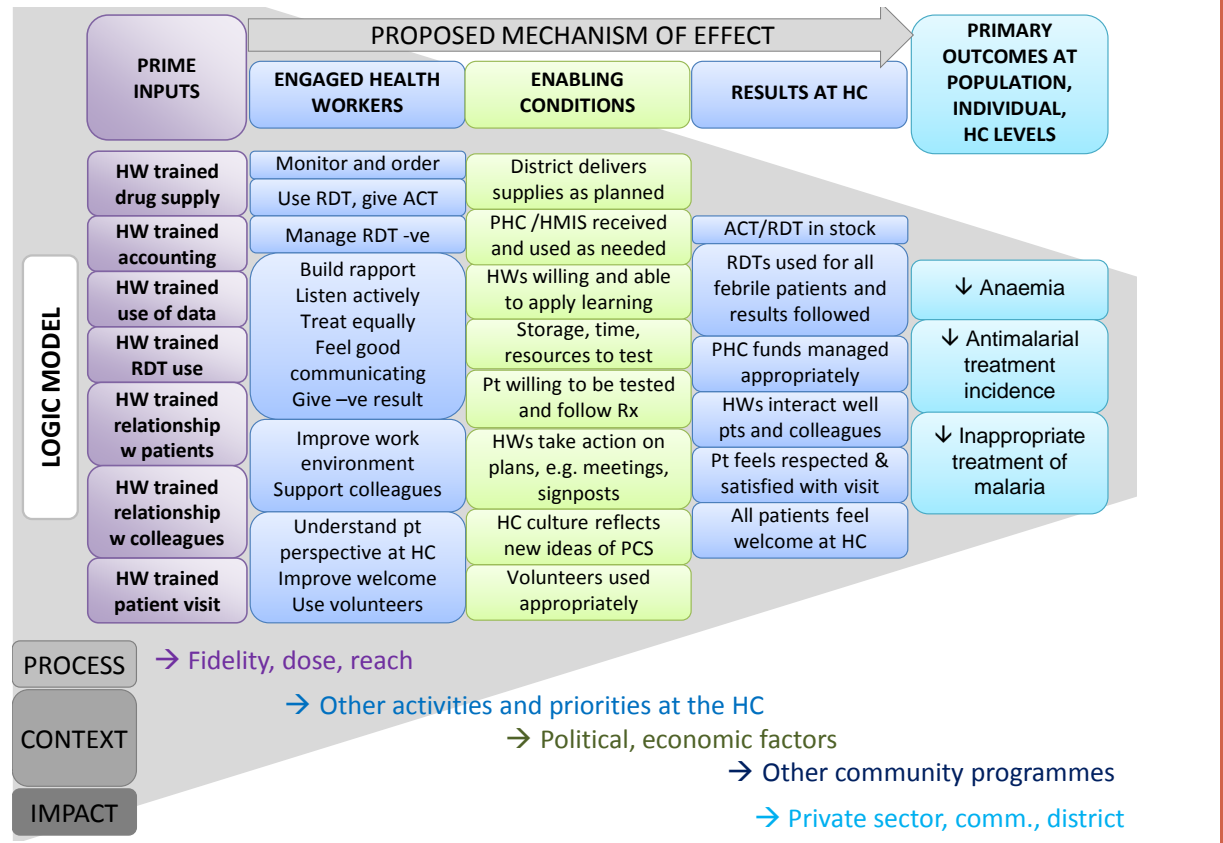 PROPOSED MECHANISM OF EFFECT
PRIME
INPUTS
ENGAGED HEALTH
WORKERS
ENABLING
CONDITIONS
RESULTS AT HC
PRIMARY
OUTCOMES AT
POPULATION,
INDIVIDUAL,
HC LEVELS
LOGIC MODEL
HW trained
drug supply
HW trained
accounting
HW trained
use of data
HW trained
RDT use
HW trained
relationship
w patients
HW trained
relationship
w colleagues
HW trained
patient visit
Monitor and order
Use RDT, give ACT
Manage RDT -ve
Build rapport
Listen actively
Treat equally
Feel good
communicating
Give –ve result
Improve work
environment
Support colleagues
Understand pt
perspective at HC
Improve welcome
Use volunteers
District delivers
supplies as planned
PHC /HMIS received
and used as needed
HWs willing and able
to apply learning
Storage, time,
resources to test
Pt willing to be tested
and follow Rx
HWs take action on
plans, e.g. meetings,
signposts
HC culture reflects
new ideas of PCS
Volunteers used
appropriately
ACT/RDT in stock
RDTs used for all
febrile patients and
results followed
PHC funds managed
appropriately
HWs interact well
pts and colleagues
Pt feels respected &
satisfied with visit
All patients feel
welcome at HC
↓ Anaemia
↓ Antimalarial
treatment
incidence
↓ Inappropriate
treatment of
malaria
PROCESS
→ Fidelity, dose, reach
CONTEXT
→ Other activities and priorities at the HC
→ Political, economic factors
→ Other community programmes
IMPACT
→ Private sector, comm., district